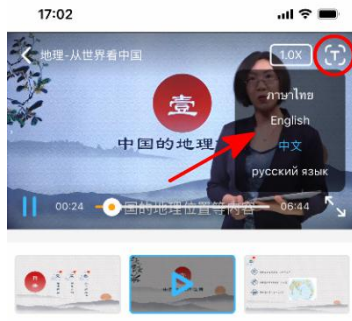 17:02
地理-从世界看中国
1.0X
T
ภาษาไทย
壹
English
中国的地理
中文
русский язык
00:24
国的地理位置等内容
06:44